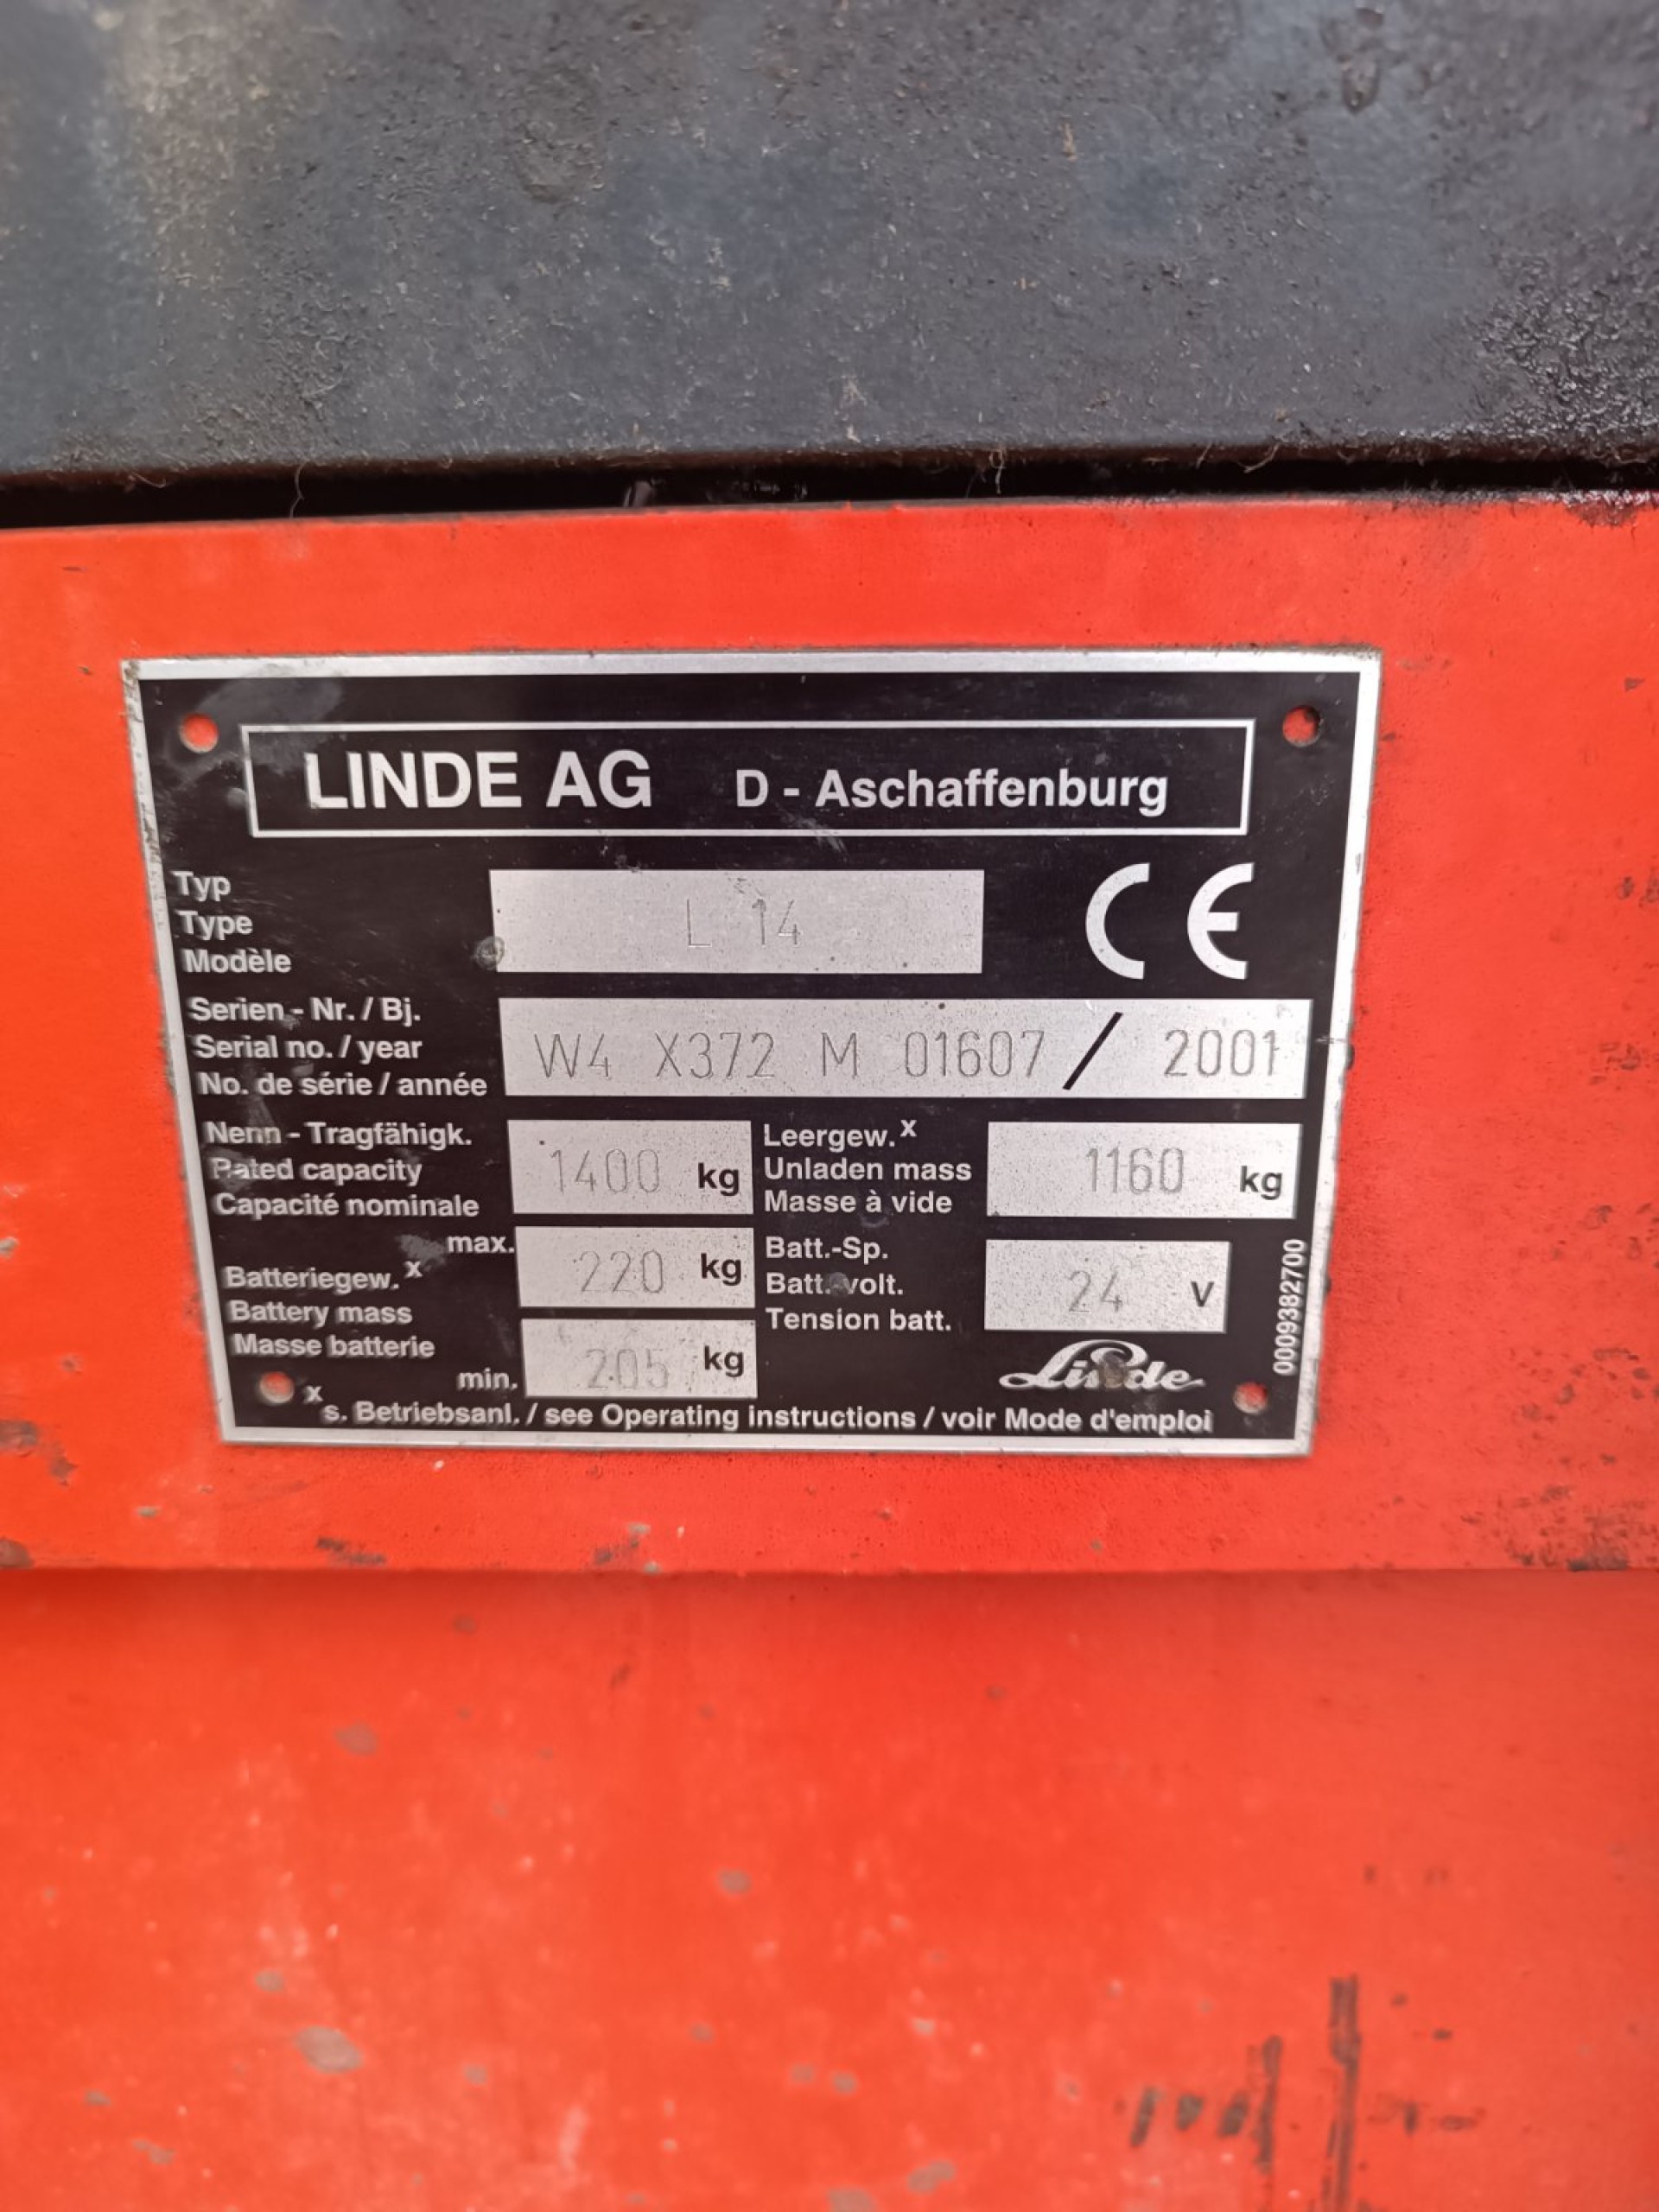 LINDE AG D - Aschaffenburg
Typ
Type L 14 CE
Modèle
Serien - Nr. / Bj.
Serial no. / year W4 X372 M 01607 / 2001
No. de série / année
Nenn - Tragfähigk.
Rated capacity 1400 kg
Capacité nominale
Leergew. x
Unladen mass 1160 kg
Masse à vide
max. 220 kg
Batteriegew. x
Battery mass
Masse batterie
min. 205 kg
Batt.-Sp.
Batt.-volt. 24 V
Tension batt.
Linde
0009382700
x s. Betriebsanl. / see Operating instructions / voir Mode d'emploi